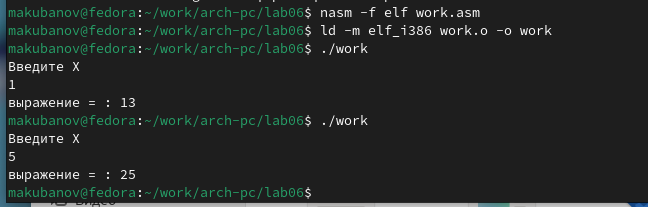 makubanov@fedora:~/work/arch-pc/lab06$ nasm -f elf work.asm
makubanov@fedora:~/work/arch-pc/lab06$ ld -m elf_i386 work.o -o work
makubanov@fedora:~/work/arch-pc/lab06$ ./work
Введите X
1
выражение = : 13
makubanov@fedora:~/work/arch-pc/lab06$ ./work
Введите X
5
выражение = : 25
makubanov@fedora:~/work/arch-pc/lab06$